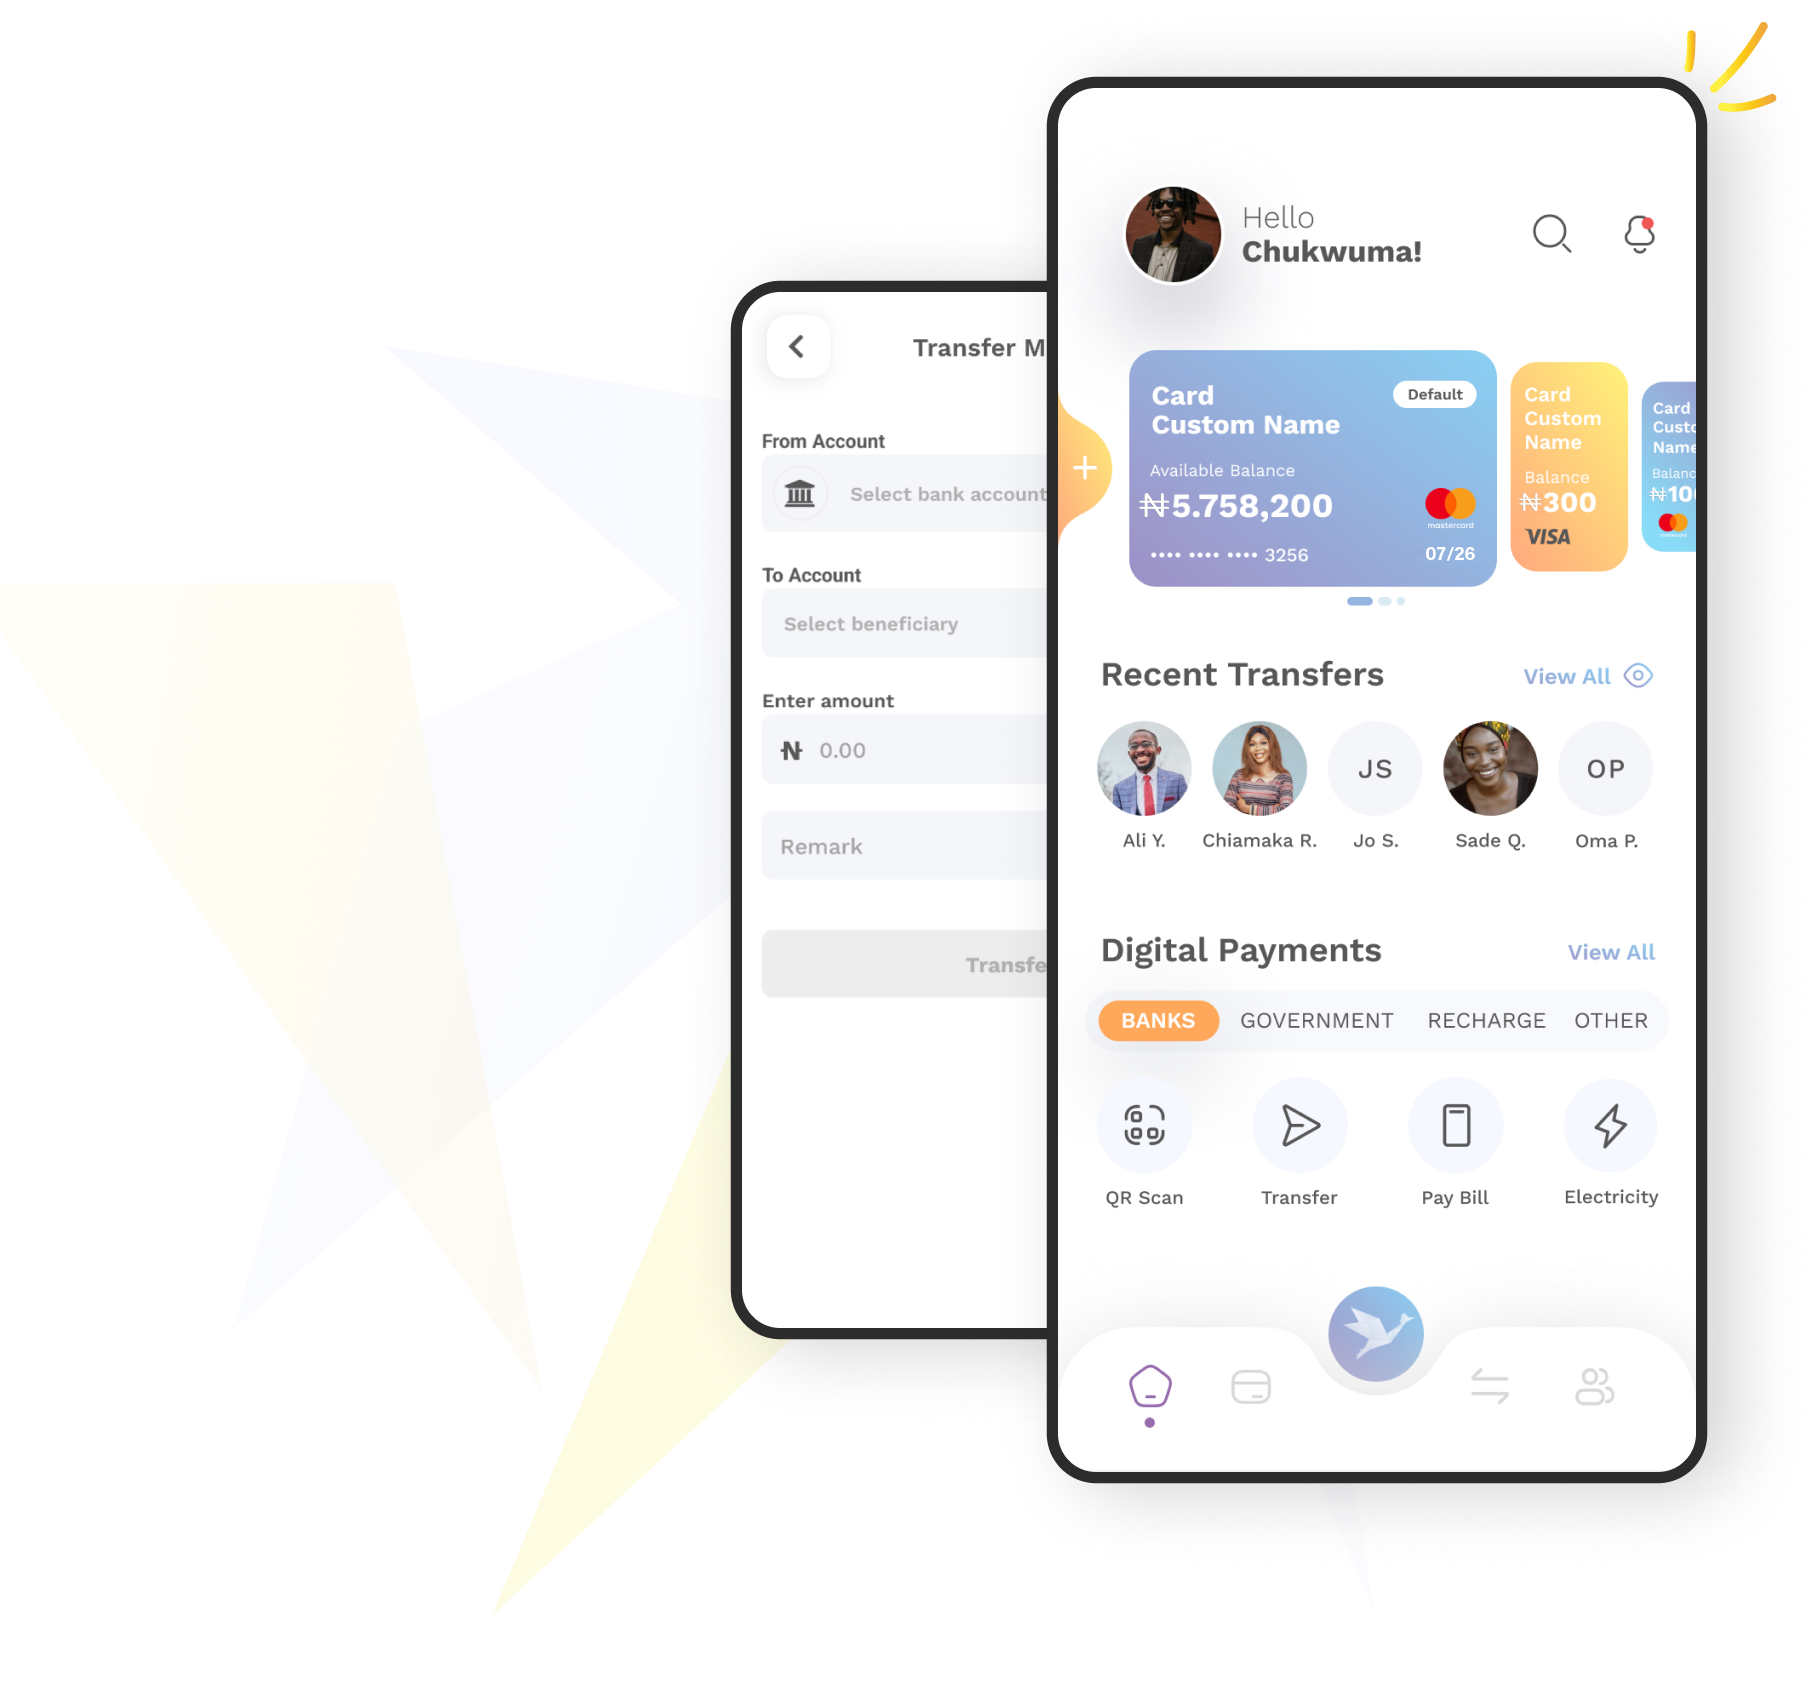 Transfer M
From Account
Select bank account
To Account
Select beneficiary
Enter amount
₦ 0.00
Remark
Transfe
Hello
Chukwuma!
Card
Custom Name
Default
Available Balance
₦5.758,200
mastercard
•••• •••• •••• 3256
07/26
Card
Custom
Name
Balance
₦300
VISA
Card
Custo
Name
Balanc
₦100
mastercard
Recent Transfers
View All
JS
OP
Ali Y.
Chiamaka R.
Jo S.
Sade Q.
Oma P.
Digital Payments
View All
BANKS
GOVERNMENT
RECHARGE
OTHER
QR Scan
Transfer
Pay Bill
Electricity